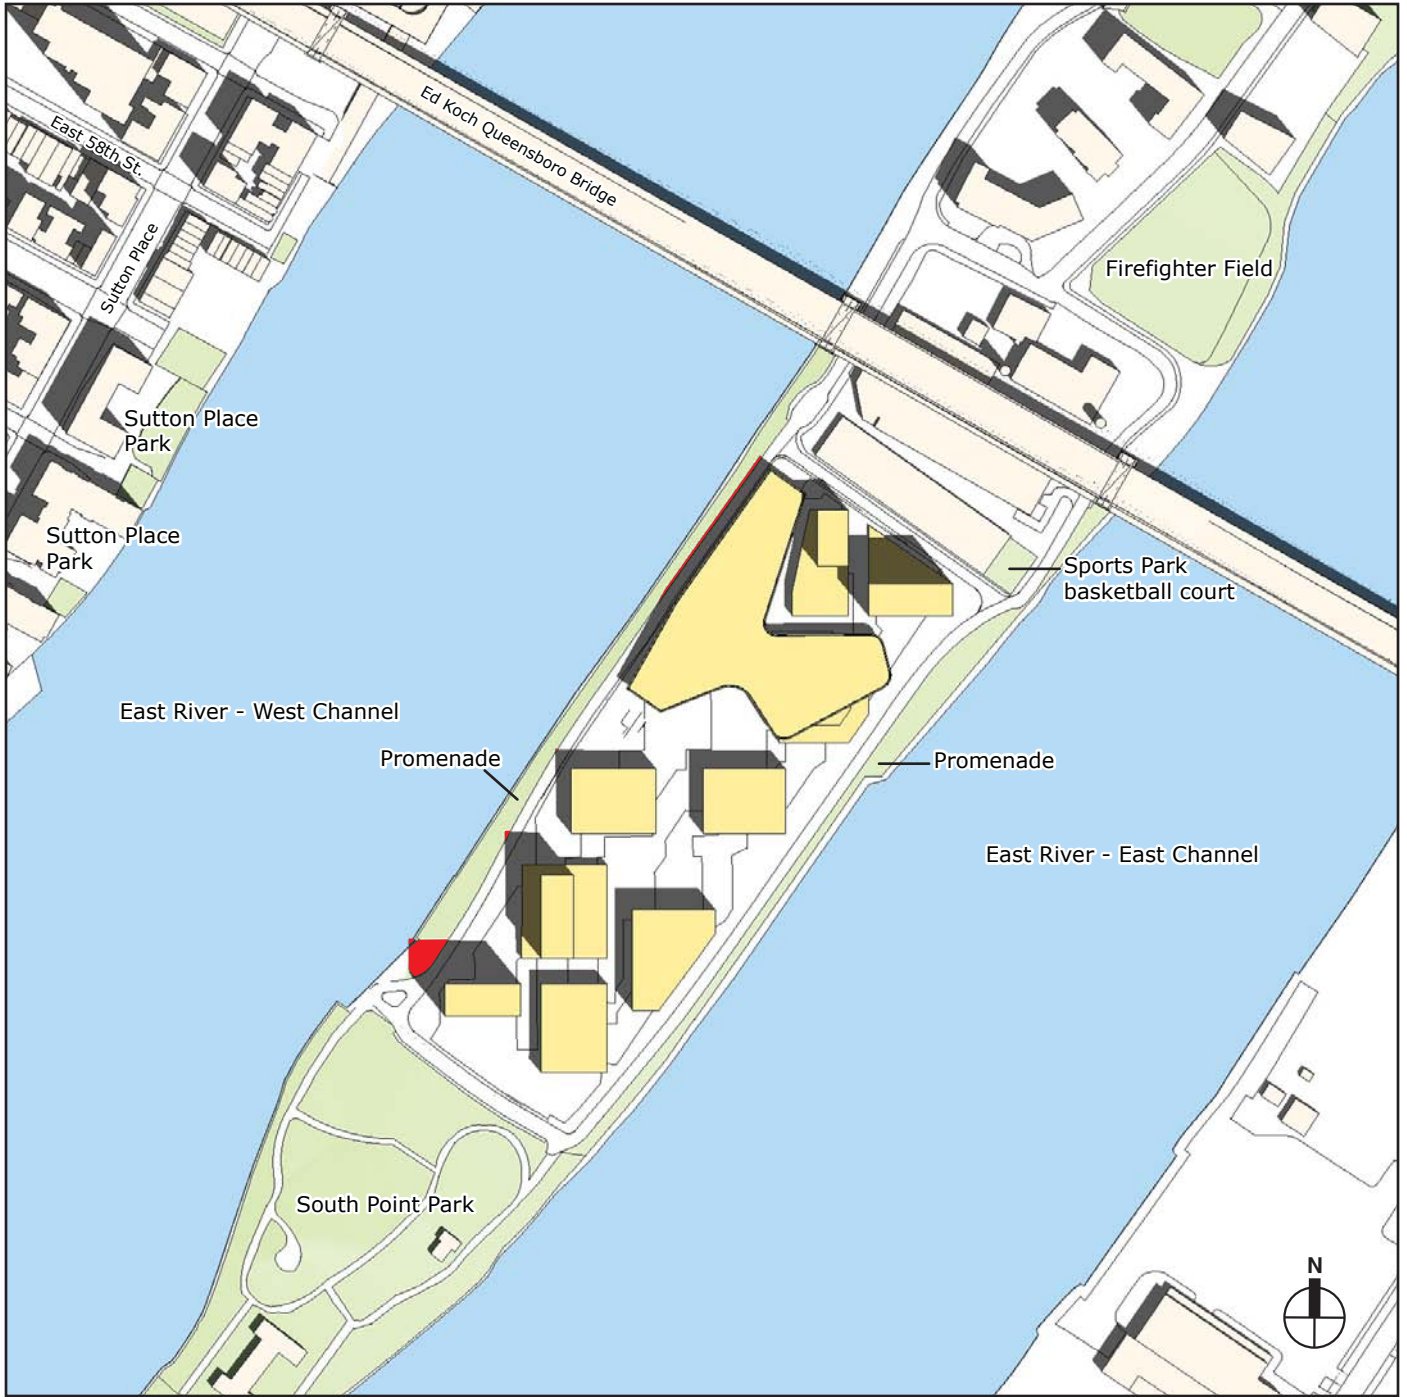 Ed Koch Queensboro Bridge
East 58th St.
Sutton Place
Firefighter Field
Sutton Place
Park
Sutton Place
Park
Sports Park
basketball court
East River - West Channel
Promenade
Promenade
East River - East Channel
South Point Park
N